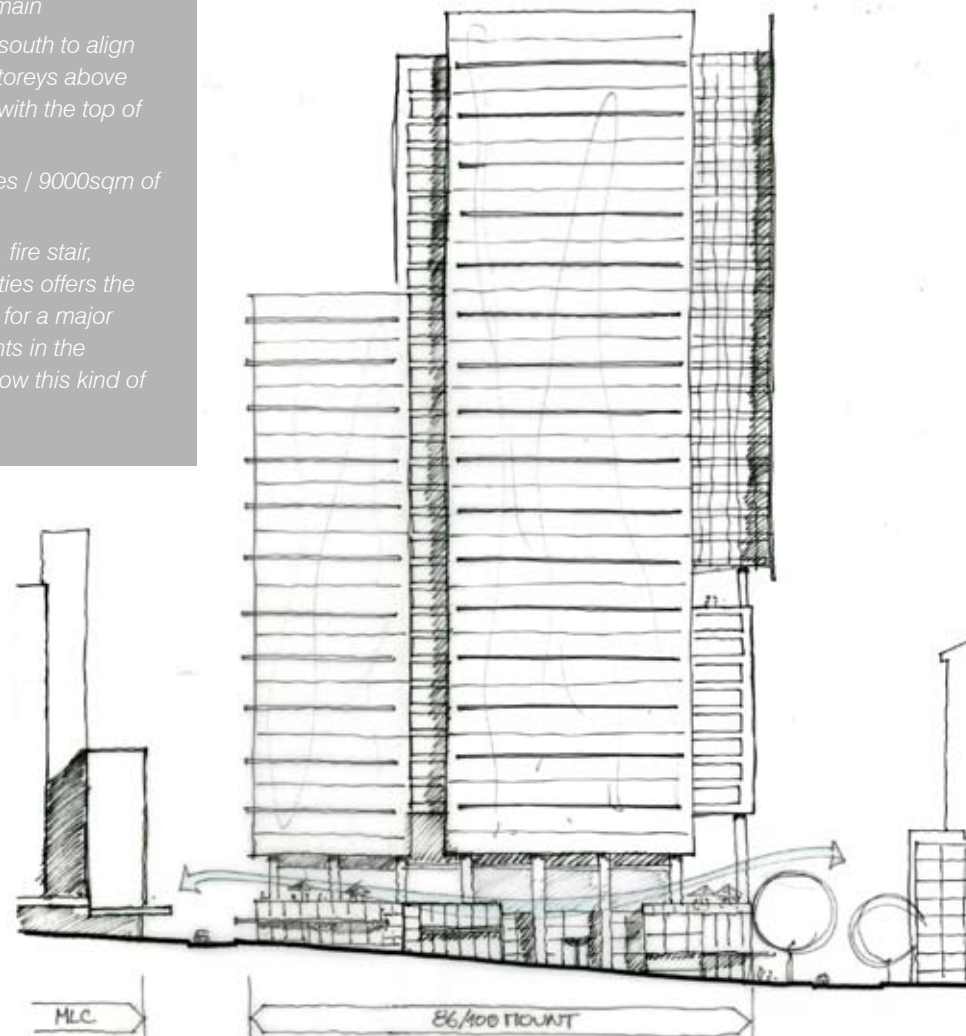 main
south to align
toreys above
with the top of
es / 9000sqm of
fire stair,
ties offers the
for a major
nts in the
ow this kind of
MLC
86/100 MOUNT